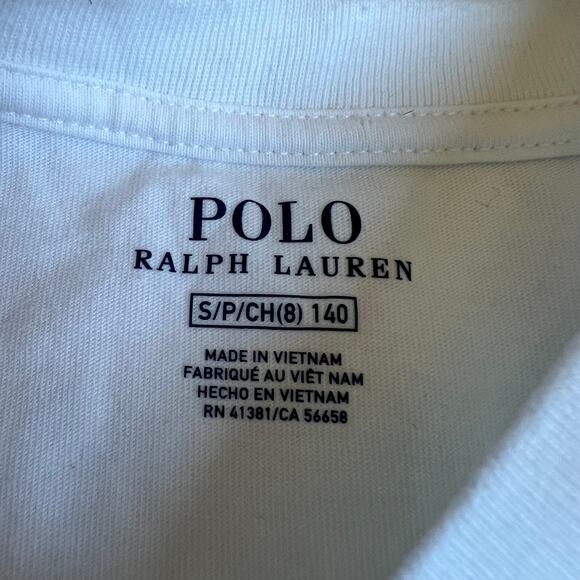 POLO
RALPH LAUREN
S/P/CH(8) 140
MADE IN VIETNAM
FABRIQUÉ AU VIÊT NAM
HECHO EN VIETNAM
RN 41381/CA 56658